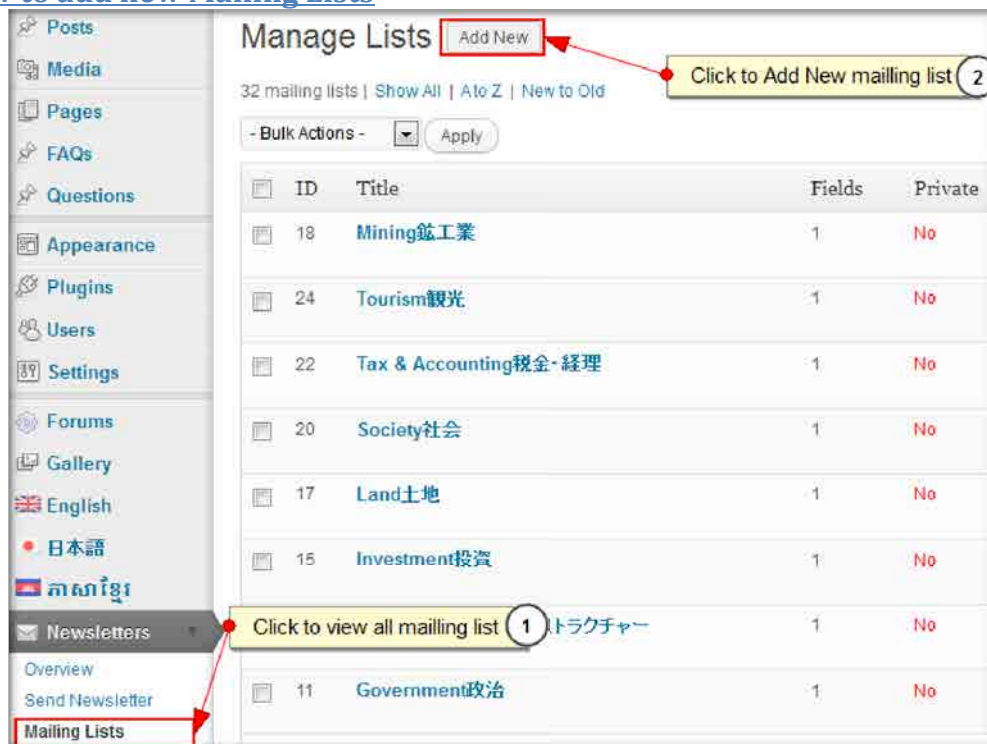 to add new Mailing Lists
Posts
Media
Pages
FAQs
Questions
Appearance
Plugins
Users
Settings
Forums
Gallery
English
日本語
ភាសាខ្មែរ
Newsletters
Overview
Send Newsletter
Mailing Lists
Manage Lists Add New
Click to Add New mailling list 2
32 mailing lists | Show All | A to Z | New to Old
- Bulk Actions - Apply
ID Title Fields Private
18 Mining鉱工業 1 No
24 Tourism観光 1 No
22 Tax & Accounting税金・経理 1 No
20 Society社会 1 No
17 Land土地 1 No
15 Investment投資 1 No
Click to view all mailling list 1 トラクチャー 1 No
11 Government政治 1 No